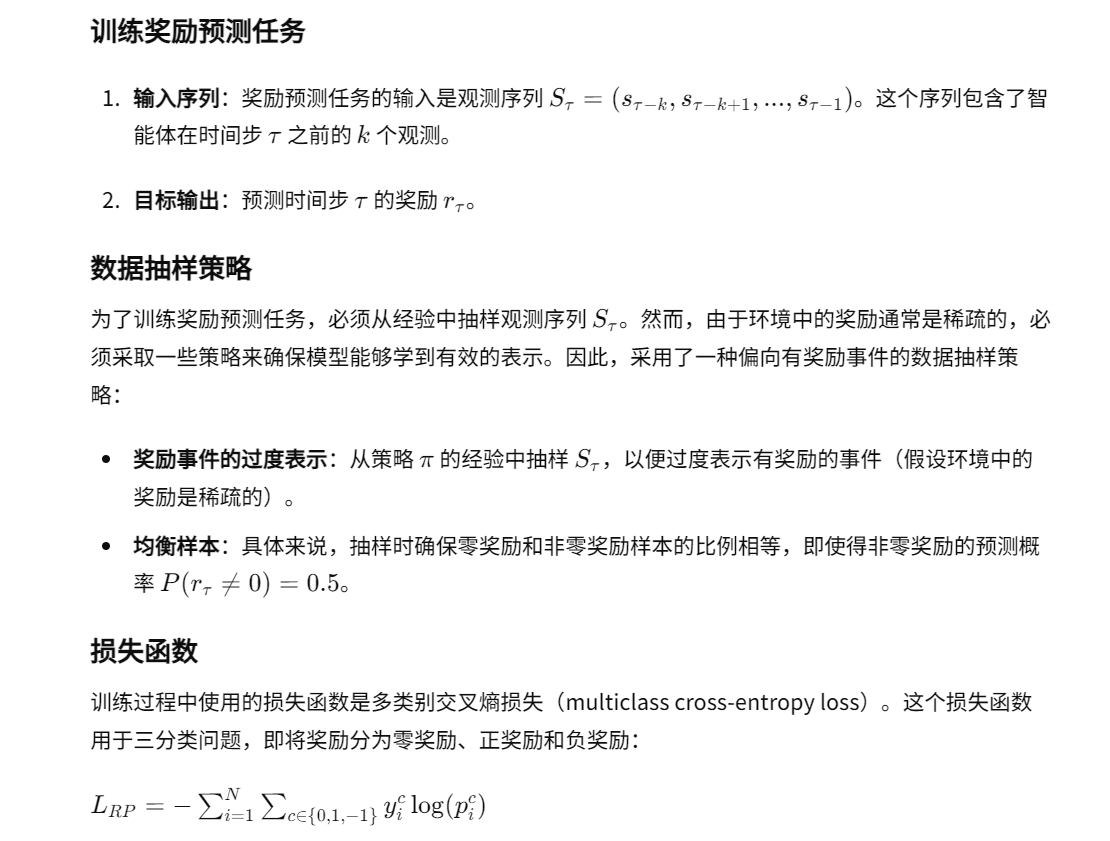 训练奖励预测任务
1. 输入序列：奖励预测任务的输入是观测序列 $S_\tau = (s_{\tau-k}, s_{\tau-k+1}, ..., s_{\tau-1})$。这个序列包含了智
能体在时间步 $\tau$ 之前的 $k$ 个观测。
2. 目标输出：预测时间步 $\tau$ 的奖励 $r_\tau$。
数据抽样策略
为了训练奖励预测任务，必须从经验中抽样观测序列 $S_\tau$。然而，由于环境中的奖励通常是稀疏的，必
须采取一些策略来确保模型能够学到有效的表示。因此，采用了一种偏向有奖励事件的数据抽样策
略：
• 奖励事件的过度表示：从策略 $\pi$ 的经验中抽样 $S_\tau$，以便过度表示有奖励的事件（假设环境中的
奖励是稀疏的）。
• 均衡样本：具体来说，抽样时确保零奖励和非零奖励样本的比例相等，即使得非零奖励的预测概
率 $P(r_\tau \neq 0) = 0.5$。
损失函数
训练过程中使用的损失函数是多类别交叉熵损失（multiclass cross-entropy loss）。这个损失函数
用于三分类问题，即将奖励分为零奖励、正奖励和负奖励：
$L_{RP} = -\sum_{i=1}^{N} \sum_{c \in \{0,1,-1\}} y_i^c \log(p_i^c)$